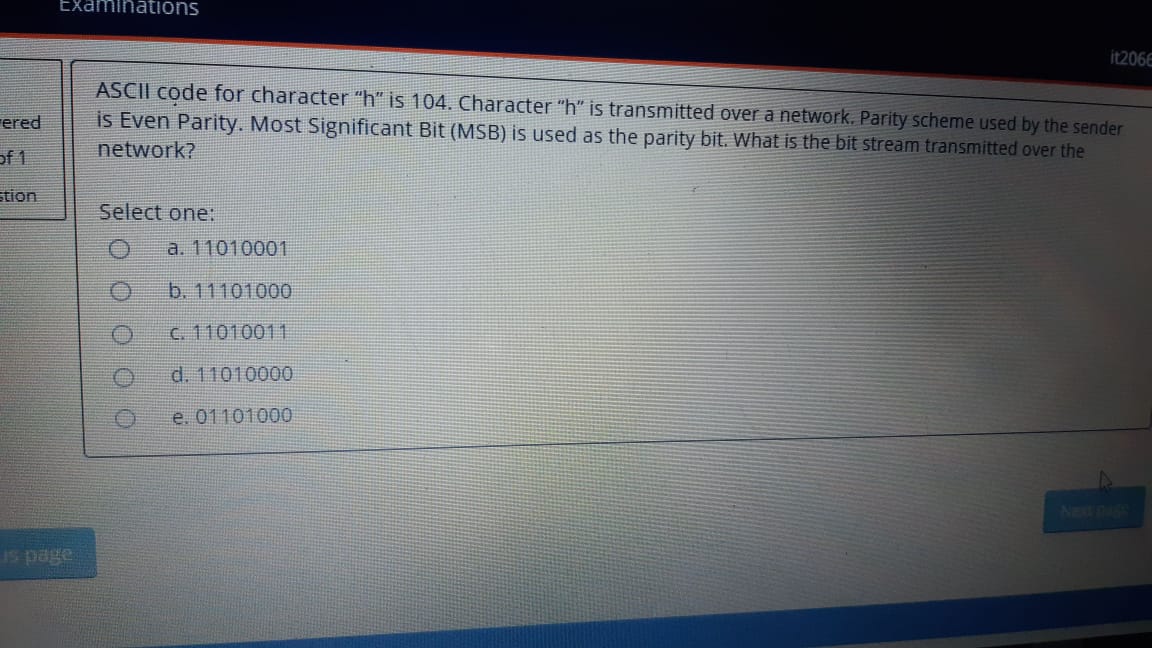 Examinations
it2066
ered
of 1
stion
ASCII code for character “h” is 104. Character “h” is transmitted over a network. Parity scheme used by the sender
is Even Parity. Most Significant Bit (MSB) is used as the parity bit. What is the bit stream transmitted over the
network?
Select one:
a. 11010001
b. 11101000
c. 11010011
d. 11010000
e. 01101000
Next page
is page